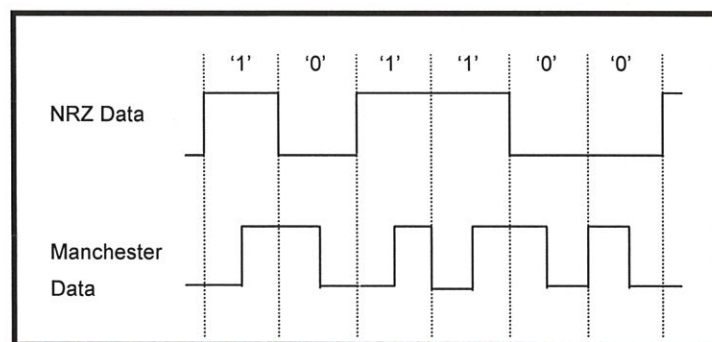 ‘1’ ‘0’ ‘1’ ‘1’ ‘0’ ‘0’
NRZ Data
Manchester
Data